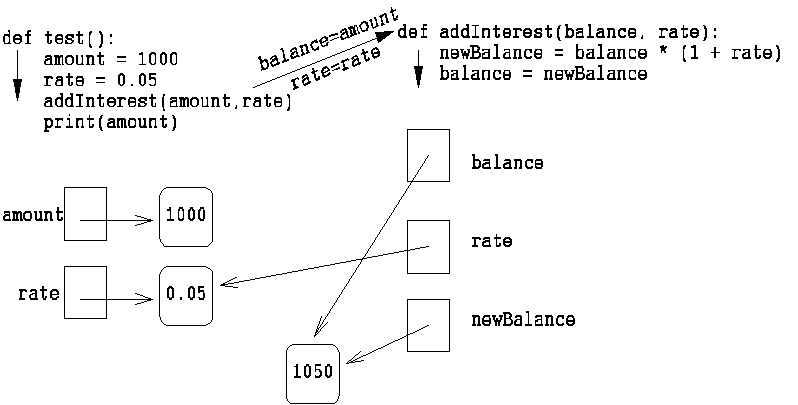 def test():
amount = 1000
rate = 0.05
addInterest(amount,rate)
print(amount)
balance=amount
rate=rate
def addInterest(balance, rate):
newBalance = balance * (1 + rate)
balance = newBalance
balance
amount
1000
rate
rate
0.05
newBalance
1050